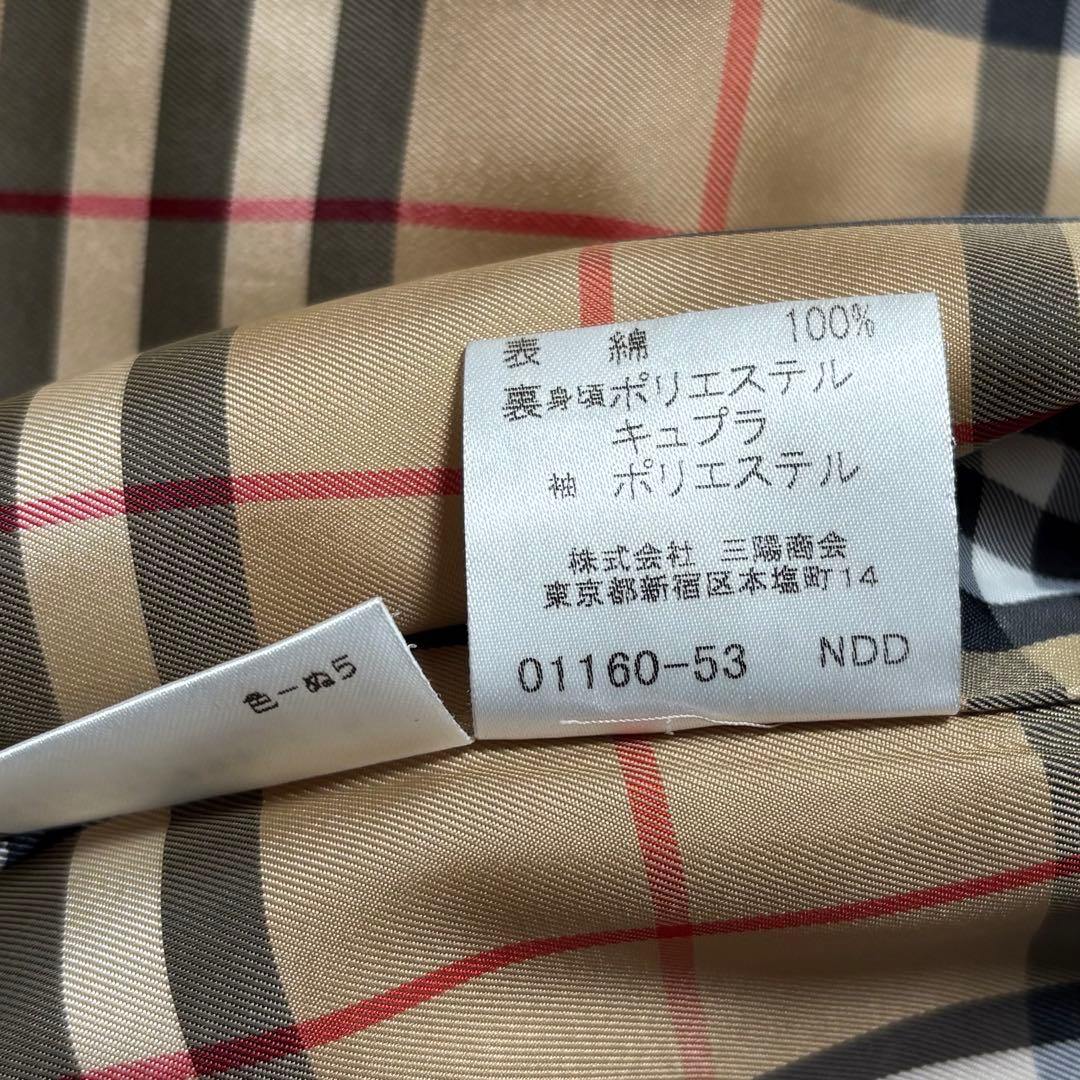 表 綿 100%
裏 身頃 ポリエステル
キュプラ
袖 ポリエステル
株式会社 三陽商会
東京都新宿区本塩町14
01160-53 NDD
色-ぬ5